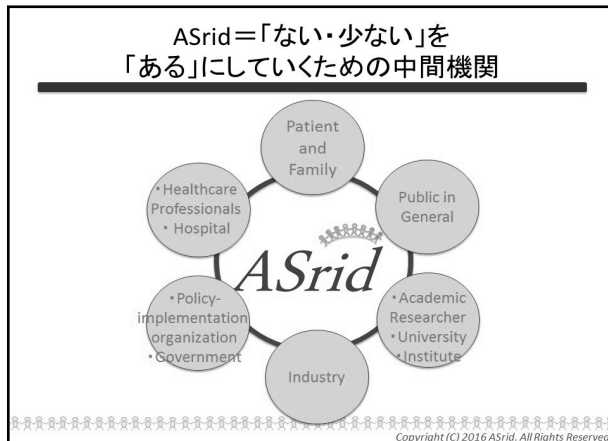 ASrid=「ない・少ない」を
「ある」にしていくための中間機関
Patient
and
Family
Public in
General
・Academic
Researcher
・University
・Institute
Industry
・Policy-
implementation
organization
・Government
・Healthcare
Professionals
・Hospital
ASrid
Copyright (C) 2016 ASrid. All Rights Reserved